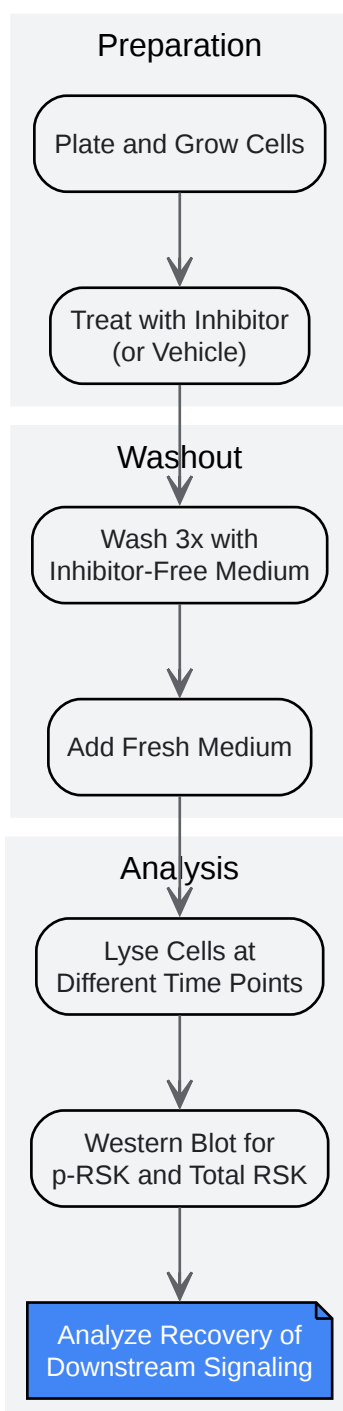 Preparation
Plate and Grow Cells
Treat with Inhibitor
(or Vehicle)
Washout
Wash 3x with
Inhibitor-Free Medium
Add Fresh Medium
Analysis
Lyse Cells at
Different Time Points
Western Blot for
p-RSK and Total RSK
Analyze Recovery of
Downstream Signaling